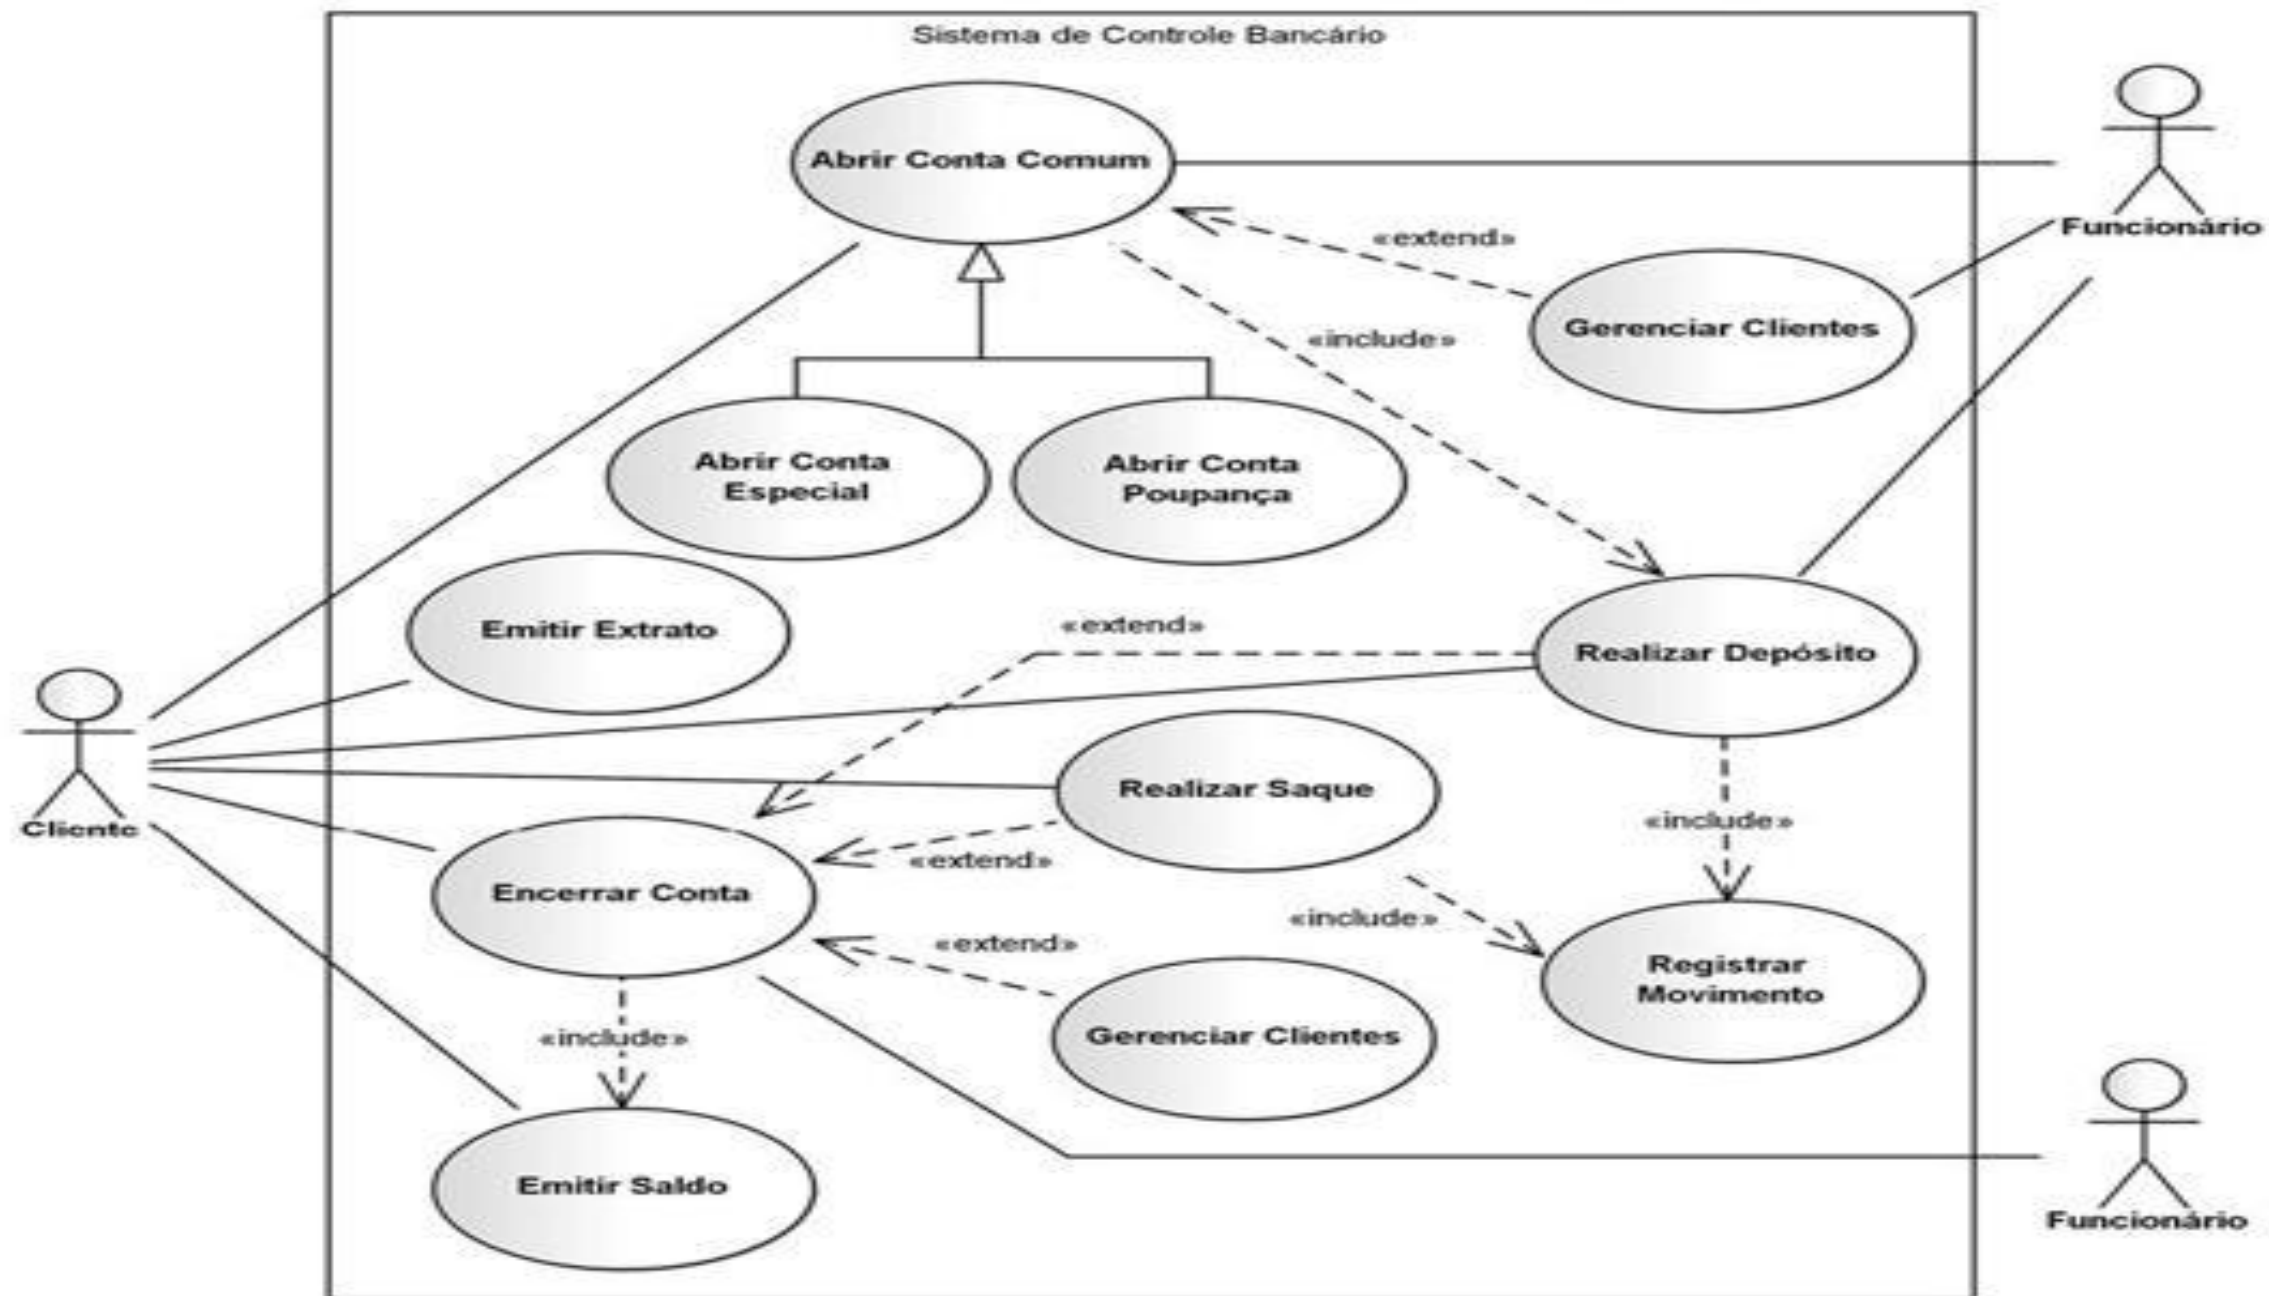 Sistema de Controle Bancário
Abrir Conta Comum
Funcionário
«extend»
Gerenciar Clientes
«include»
Abrir Conta
Especial
Abrir Conta
Poupança
Emitir Extrato
«extend»
Realizar Depósito
Realizar Saque
Cliente
«include»
«extend»
Encerrar Conta
«include»
«extend»
Registrar
Movimento
«include»
Gerenciar Clientes
Emitir Saldo
Funcionário